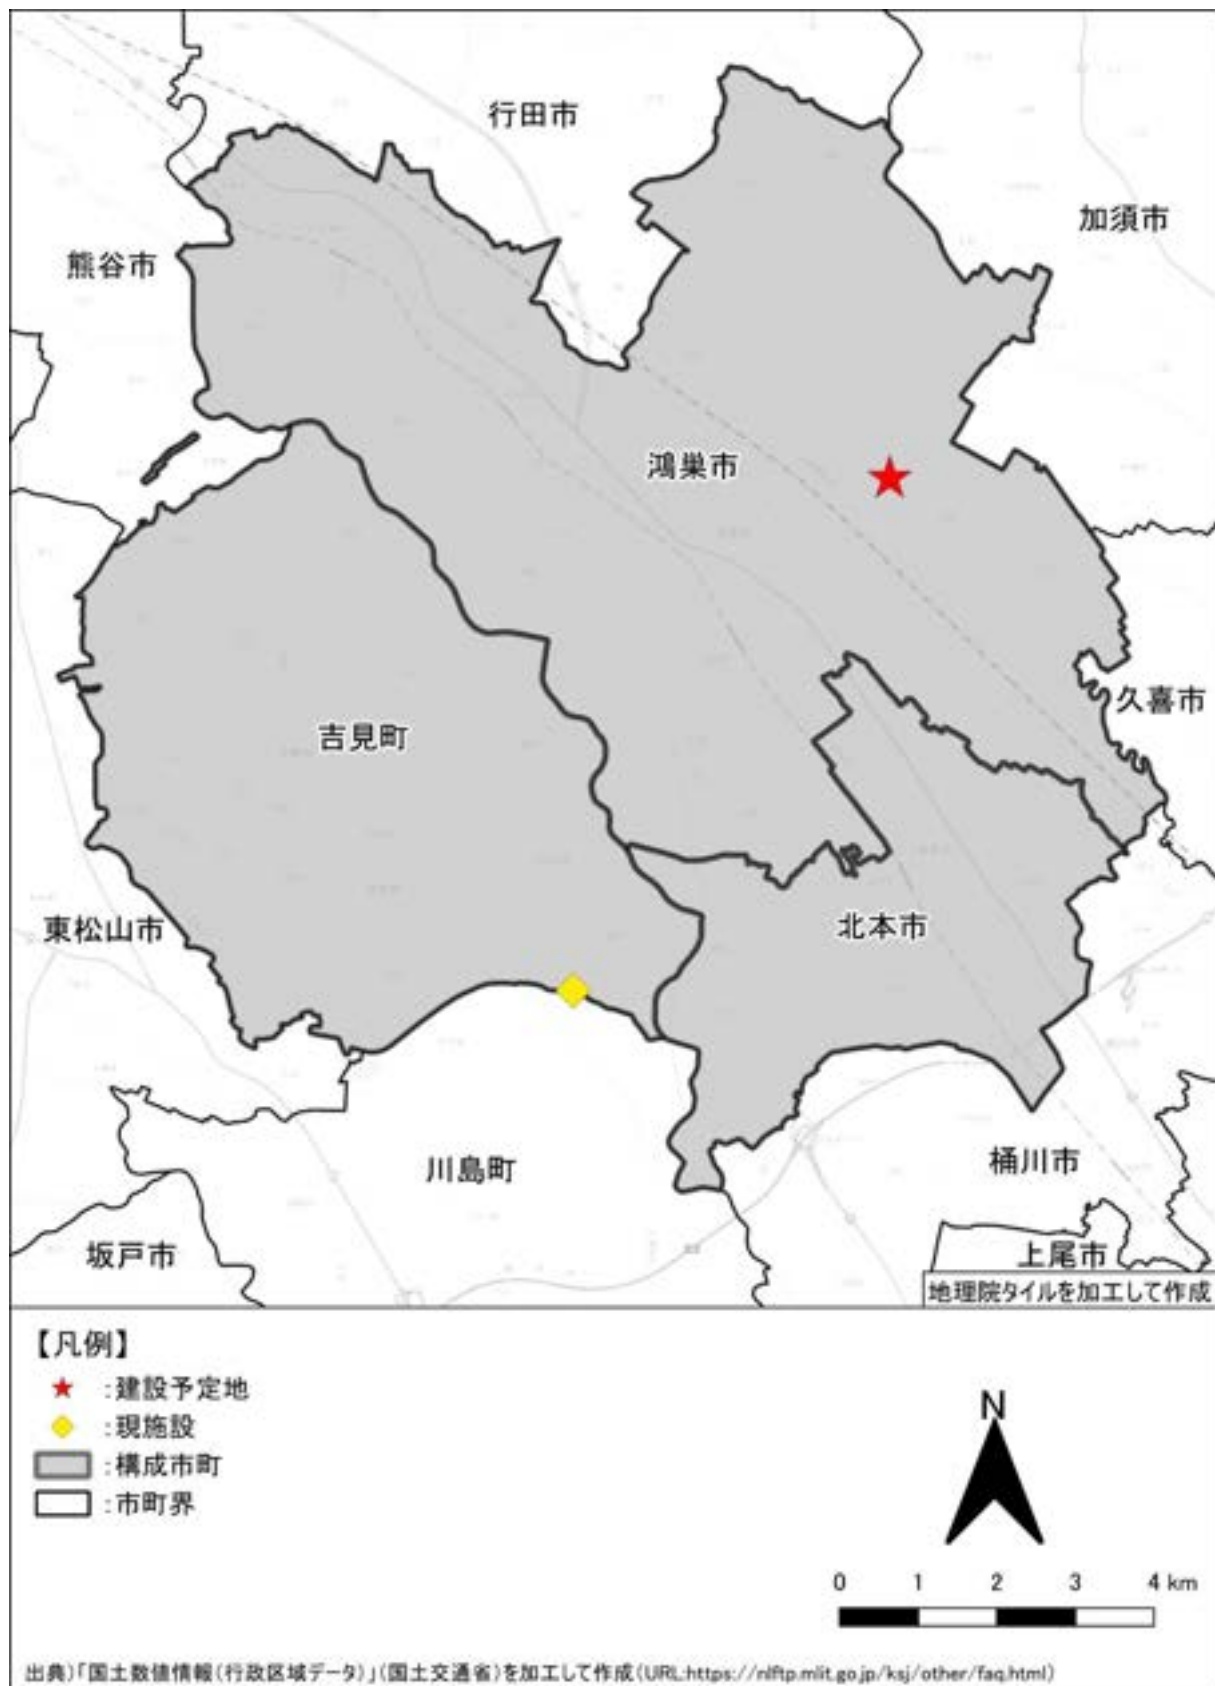 行田市
加須市
熊谷市
鴻巣市
久喜市
吉見町
東松山市
北本市
川島町
桶川市
坂戸市
上尾市
地理院タイルを加工して作成
【凡例】
:建設予定地
:現施設
:構成市町
:市町界
N
0 1 2 3 4 km
出典)「国土数値情報(行政区域データ)」(国土交通省)を加工して作成(URL:https://nlftp.mlit.go.jp/ksj/other/faq.html)